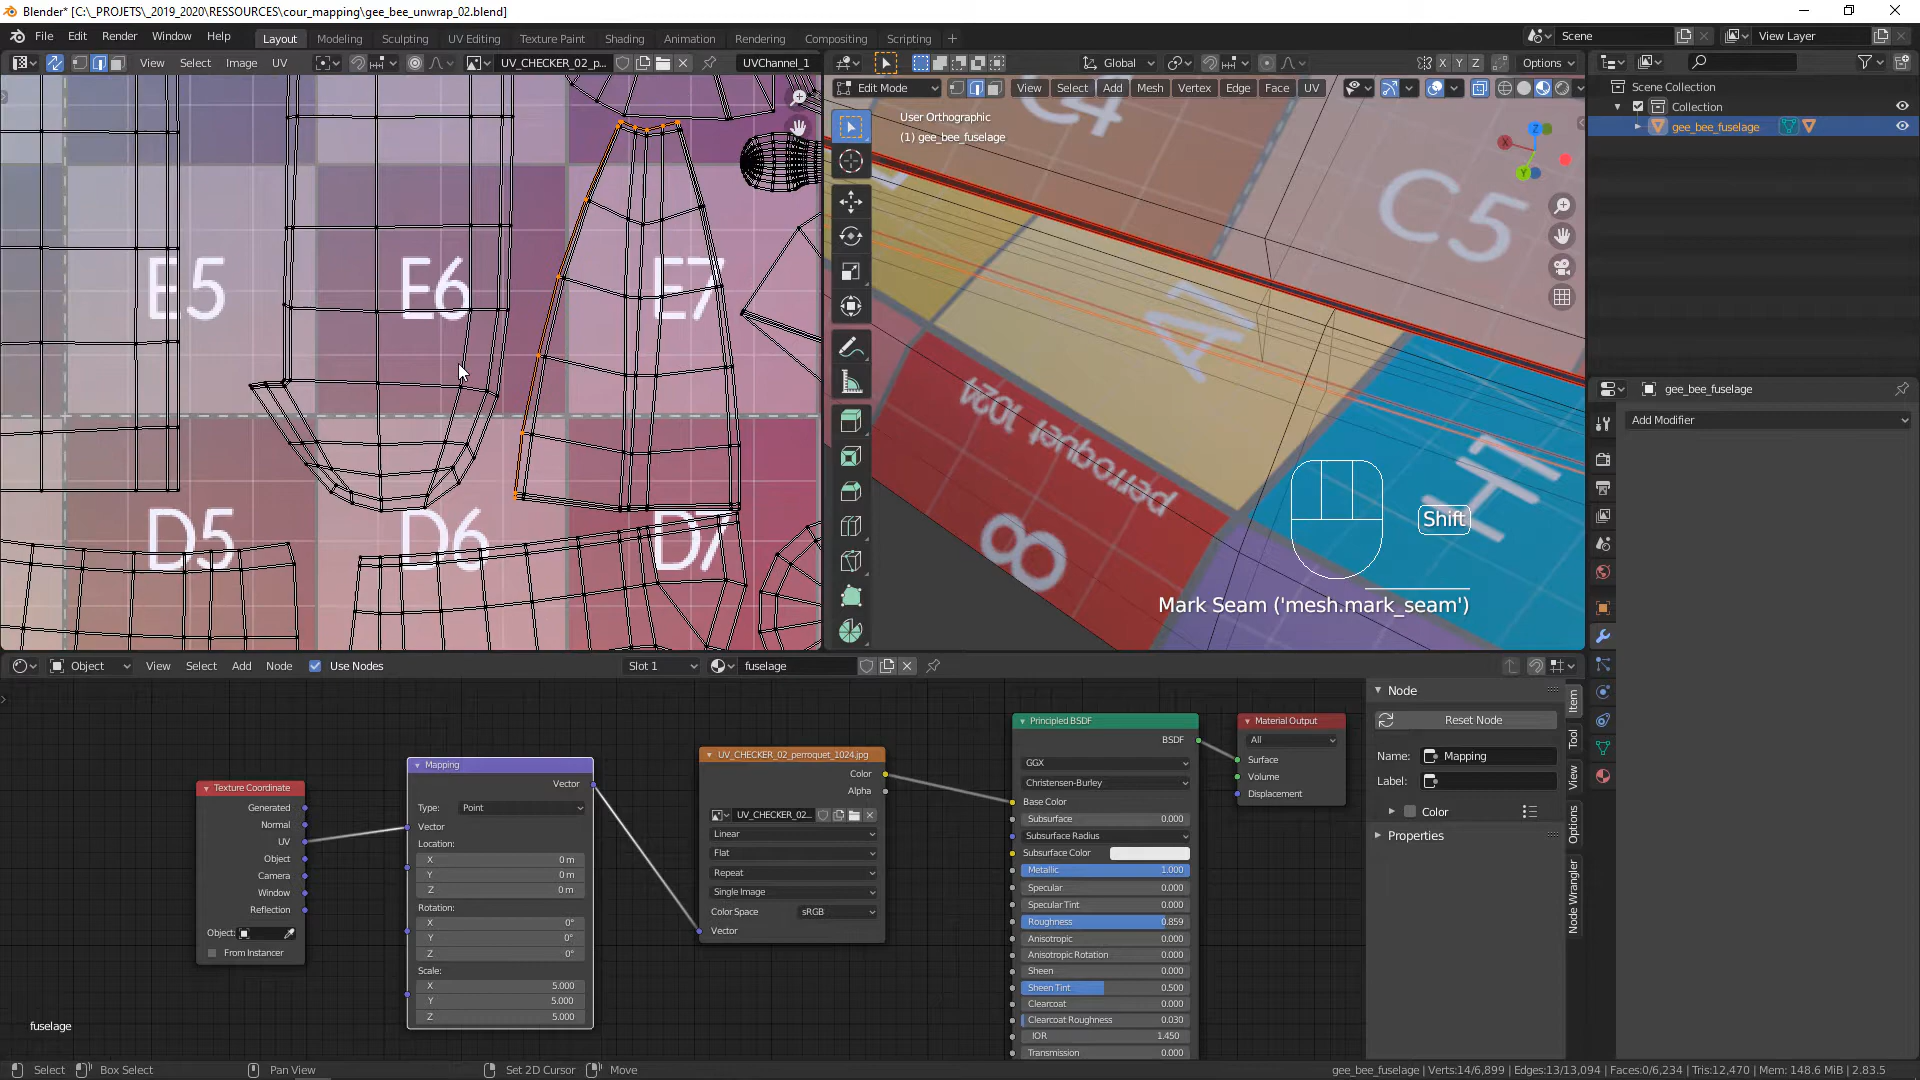 Blender* [C:\_PROJETS\_2019_2020\RESSOURCES\cour_mapping\gee_bee_unwrap_02.blend]
File Edit Render Window Help Layout Modeling Sculpting UV Editing Texture Paint Shading Animation Rendering Compositing Scripting Scene View Layer
View Select Image UV UV_CHECKER_02_p... UVChannel_1 Global X Y Z Options
Edit Mode View Select Add Mesh Vertex Edge Face UV
Scene Collection
Collection
gee_bee_fuselage
User Orthographic
(1) gee_bee_fuselage
Z
X
Y
C4
C5
A
H
8
perroquet 1024
E5 E6 E7
D5 D6 D7
Shift
Mark Seam ('mesh.mark_seam')
gee_bee_fuselage
Add Modifier
Object View Select Add Node Use Nodes Slot 1 fuselage
Texture Coordinate
Generated
Normal
UV
Object
Camera
Window
Reflection
Object:
From Instancer
Mapping
Vector
Type: Point
Vector
Location:
X 0 m
Y 0 m
Z 0 m
Rotation:
X 0°
Y 0°
Z 0°
Scale:
X 5.000
Y 5.000
Z 5.000
UV_CHECKER_02_perroquet_1024.jpg
Color
Alpha
UV_CHECKER_02...
Linear
Flat
Repeat
Single Image
Color Space sRGB
Vector
Principled BSDF
BSDF
GGX
Christensen-Burley
Base Color
Subsurface 0.000
Subsurface Radius
Subsurface Color
Metallic 1.000
Specular 0.000
Specular Tint 0.000
Roughness 0.859
Anisotropic 0.000
Anisotropic Rotation 0.000
Sheen 0.000
Sheen Tint 0.500
Clearcoat 0.000
Clearcoat Roughness 0.030
IOR 1.450
Transmission 0.000
Material Output
All
Surface
Volume
Displacement
Node
Reset Node
Name: Mapping
Label:
Color
Properties
Item
Tool
View
Options
Node Wrangler
fuselage
Select Box Select Pan View Set 2D Cursor Move gee_bee_fuselage | Verts:14/6,899 | Edges:13/13,094 | Faces:0/6,234 | Tris:12,470 | Mem: 148.6 MiB | 2.83.5